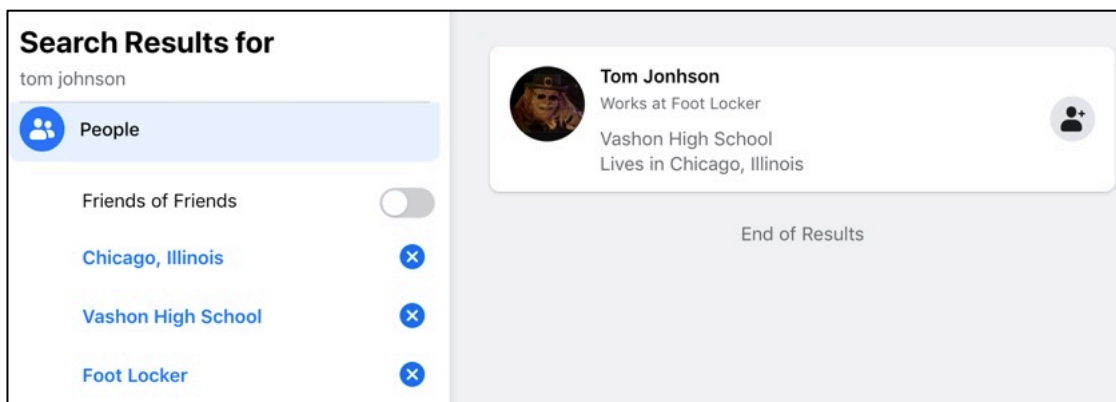 Search Results for
tom johnson
People
Friends of Friends
Chicago, Illinois
Vashon High School
Foot Locker
Tom Jonhson
Works at Foot Locker
Vashon High School
Lives in Chicago, Illinois
End of Results